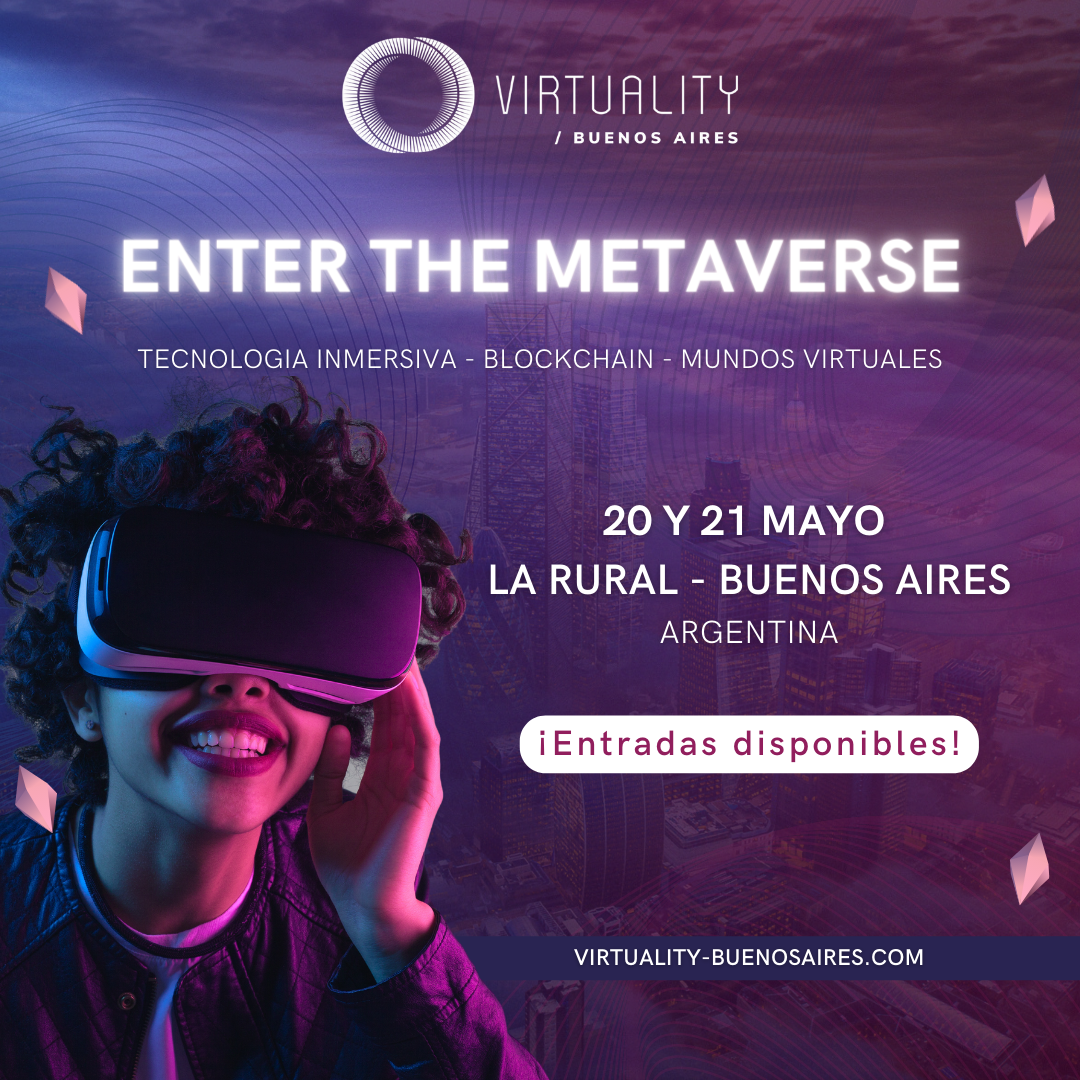 VIRTUALITY
/ BUENOS AIRES
ENTER THE METAVERSE
TECNOLOGIA INMERSIVA - BLOCKCHAIN - MUNDOS VIRTUALES
20 Y 21 MAYO
LA RURAL - BUENOS AIRES
ARGENTINA
¡Entradas disponibles!
VIRTUALITY-BUENOSAIRES.COM